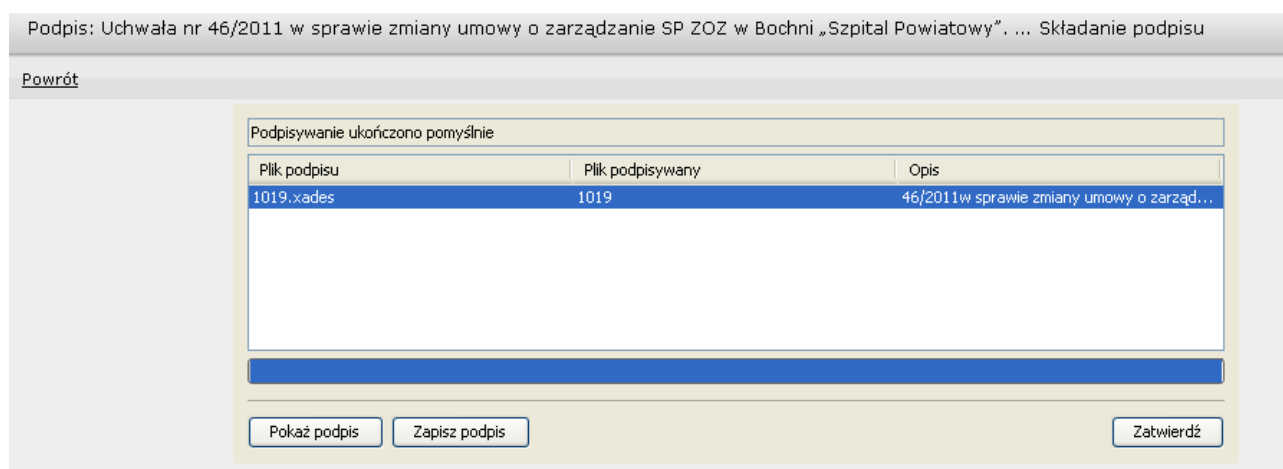 Podpis: Uchwała nr 46/2011 w sprawie zmiany umowy o zarządzanie SP ZOZ w Bochni „Szpital Powiatowy”. ... Składanie podpisu
Powrót
Podpisywanie ukończono pomyślnie
Plik podpisu Plik podpisywany Opis
1019.xades 1019 46/2011w sprawie zmiany umowy o zarząd...
Pokaż podpis Zapisz podpis Zatwierdź